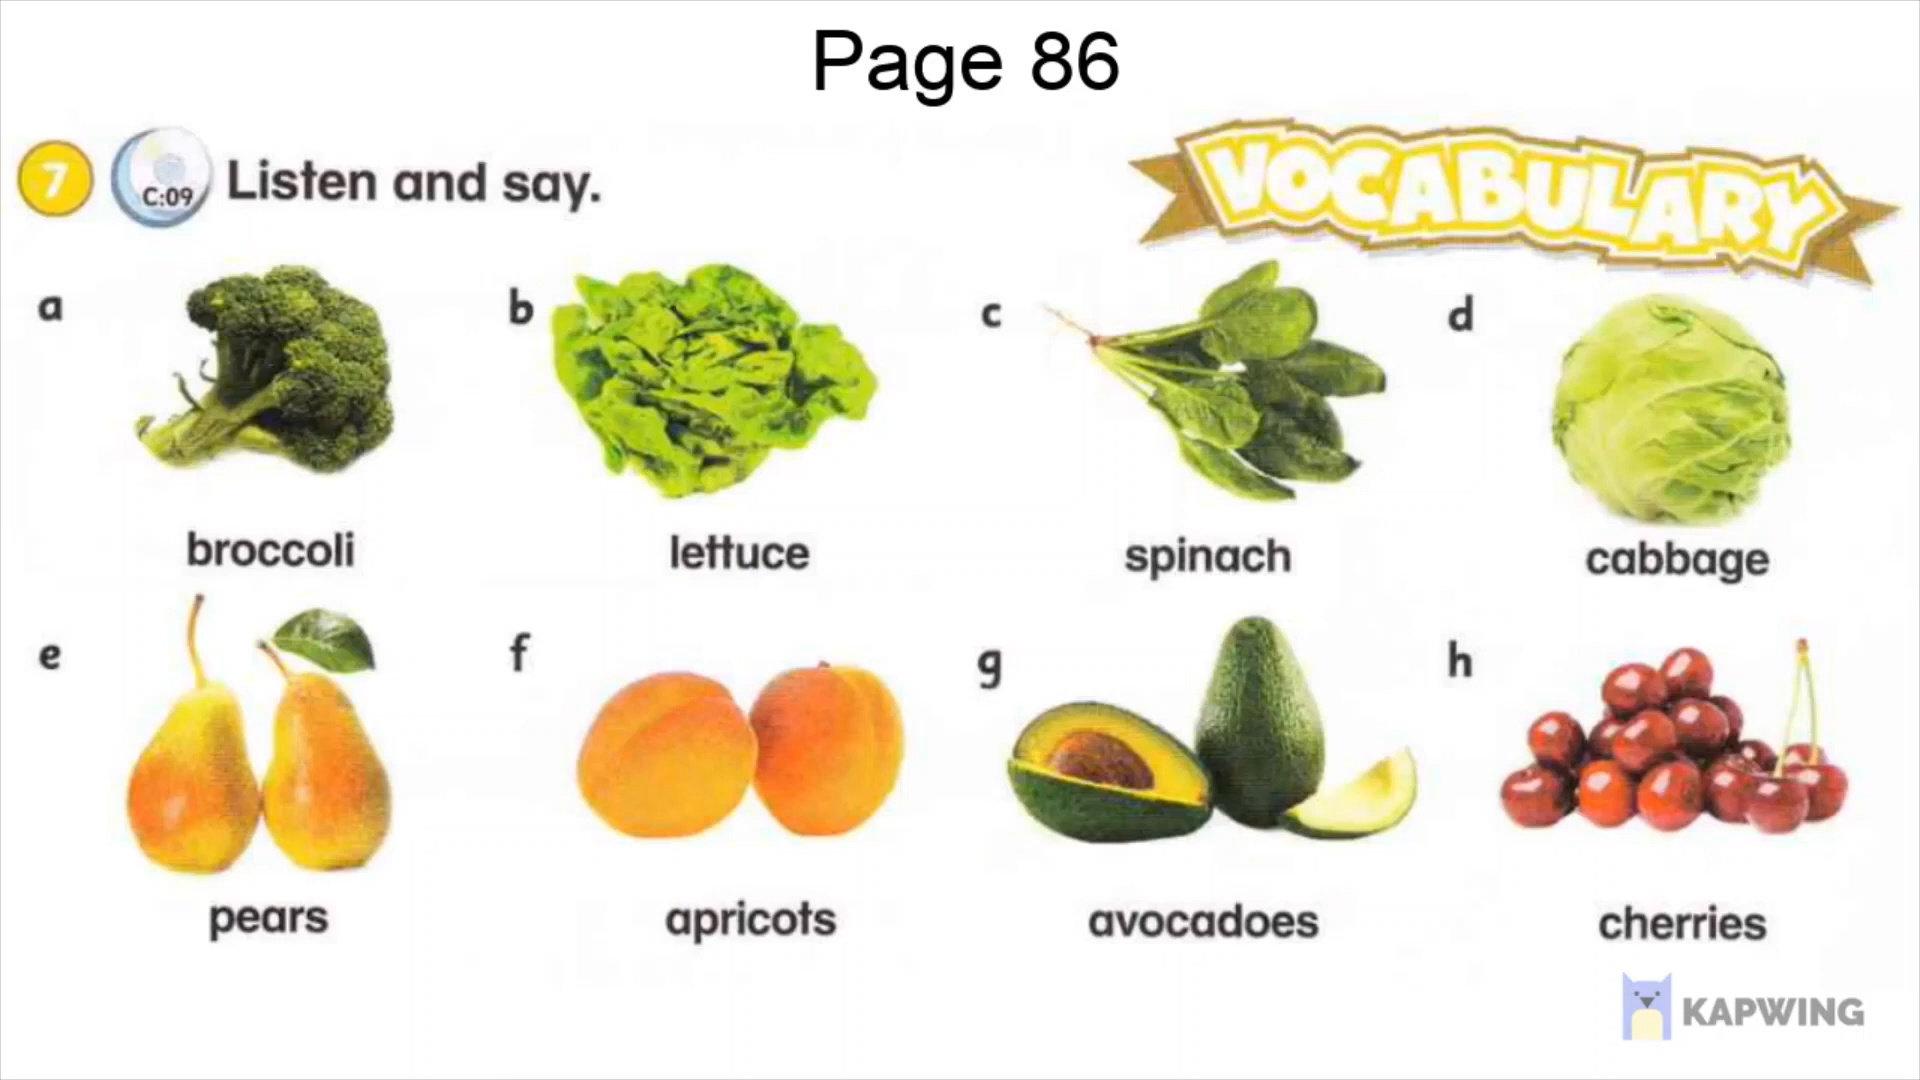 Page 86
7 C:09 Listen and say.
VOCABULARY
a b c d
broccoli lettuce spinach cabbage
e f g h
pears apricots avocadoes cherries
KAPWING